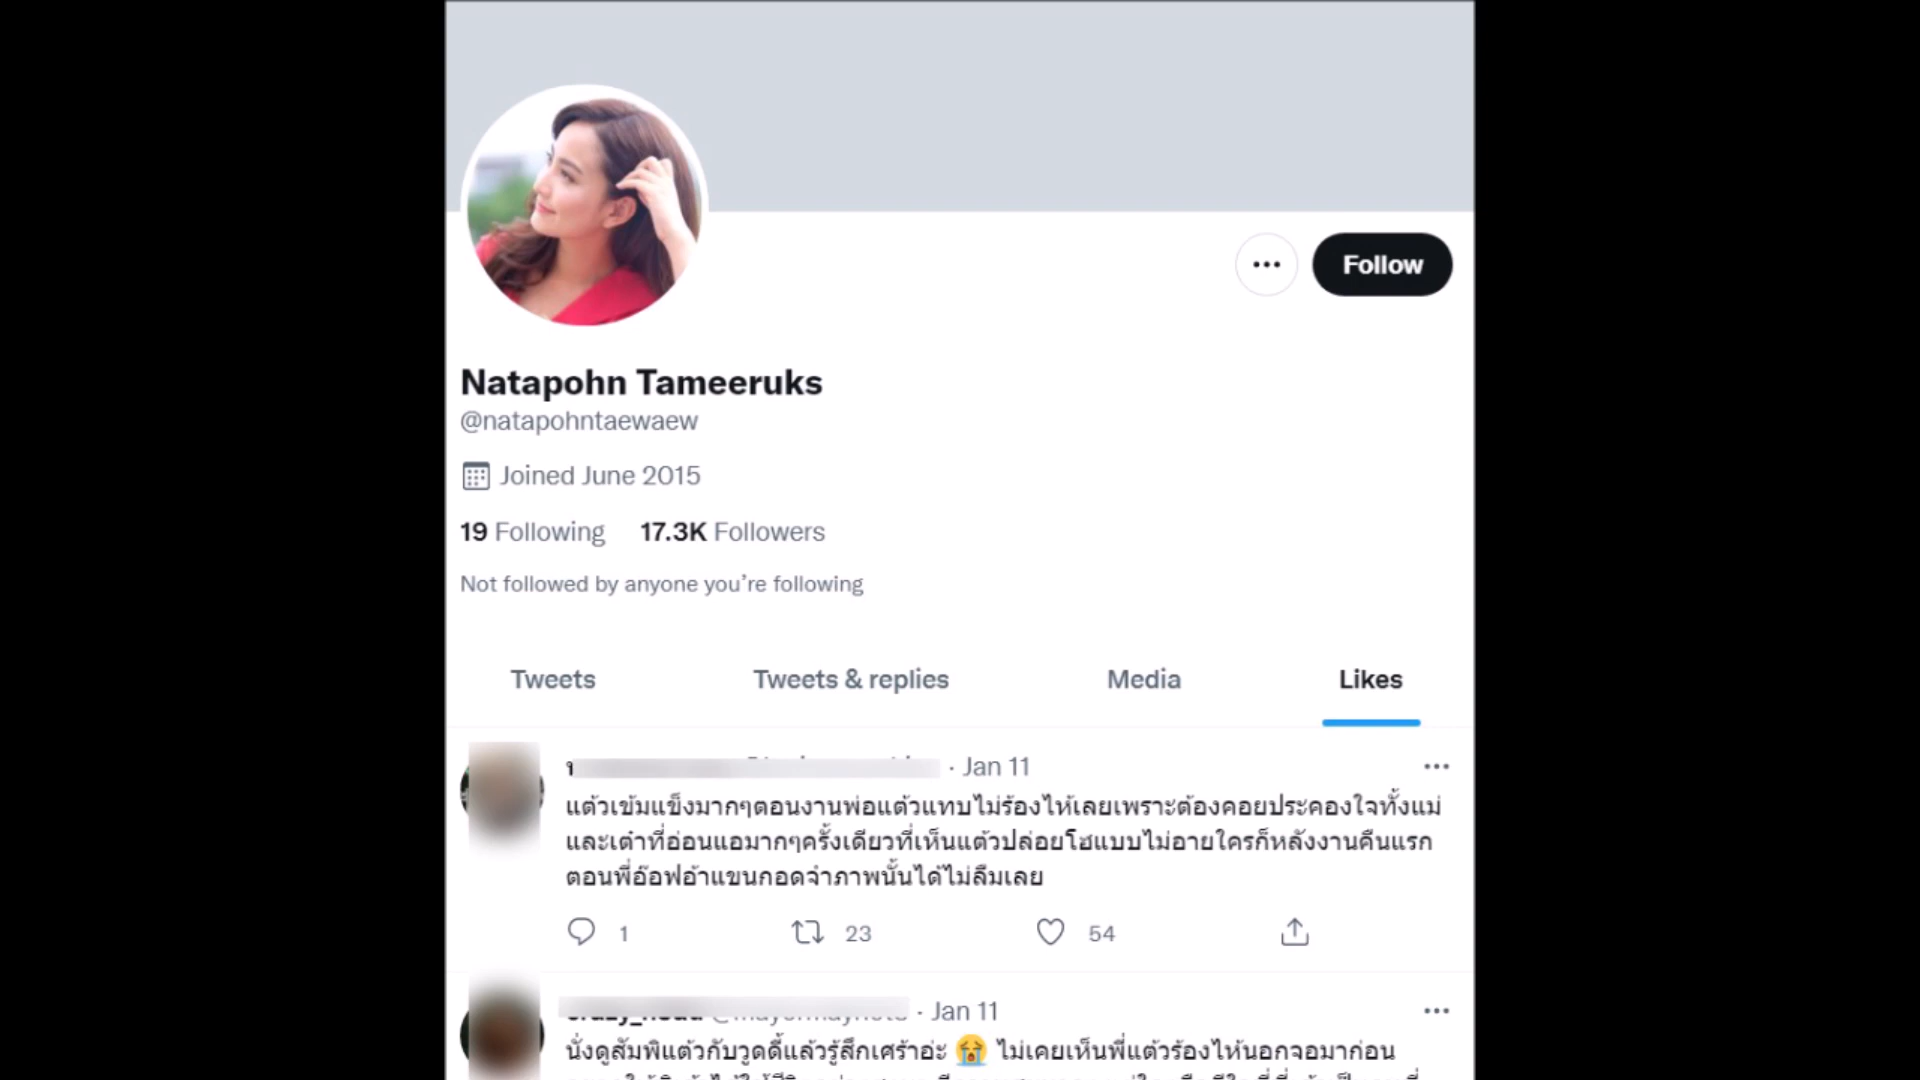 Follow
Natapohn Tameeruks
@natapohntaewaew
Joined June 2015
19 Following 17.3K Followers
Not followed by anyone you’re following
Tweets Tweets & replies Media Likes
· Jan 11
แต้วเข้มแข็งมากๆตอนงานพ่อแต้วแทบไม่ร้องไห้เลยเพราะต้องคอยประคองใจทั้งแม่
และเต๋าที่อ่อนแอมากๆครั้งเดียวที่เห็นแต้วปล่อยโฮแบบไม่อายใครก็หลังงานคืนแรก
ตอนพี่อ๊อฟอ้าแขนกอดจำภาพนั้นได้ไม่ลืมเลย
1 23 54
· Jan 11
นั่งดูสัมพิแต้วกับวูดดี้แล้วรู้สึกเศร้าอ่ะ 😭 ไม่เคยเห็นพี่แต้วร้องไห้นอกจอมาก่อน